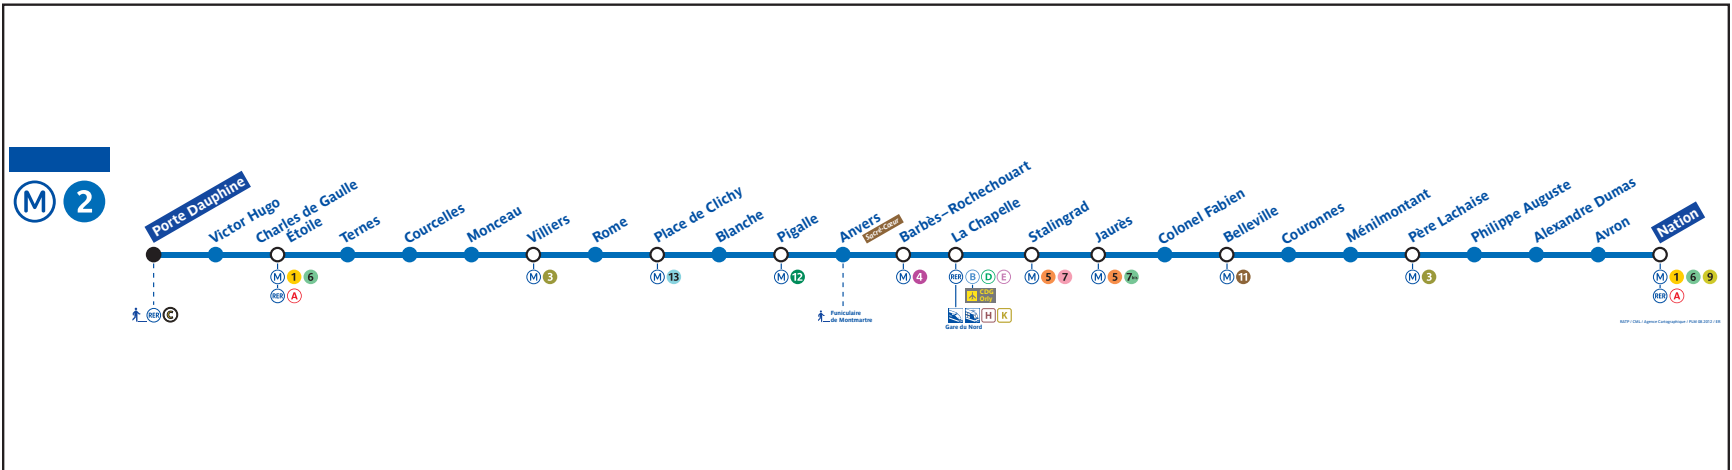 M 2
Porte Dauphine
Victor Hugo
Charles de Gaulle
Étoile
Ternes
Courcelles
Monceau
Villiers
Rome
Place de Clichy
Blanche
Pigalle
Anvers
Sacré-Cœur
Barbès–Rochechouart
La Chapelle
Stalingrad
Jaurès
Colonel Fabien
Belleville
Couronnes
Ménilmontant
Père Lachaise
Philippe Auguste
Alexandre Dumas
Avron
Nation
M 1 6
RER A
RER C
M 3
M 13
M 12
Funiculaire
de Montmartre
M 4
RER B D E
CDG
Orly
H K
Gare du Nord
M 5 7
M 5 7bis
M 11
M 3
M 1 6 9
RER A